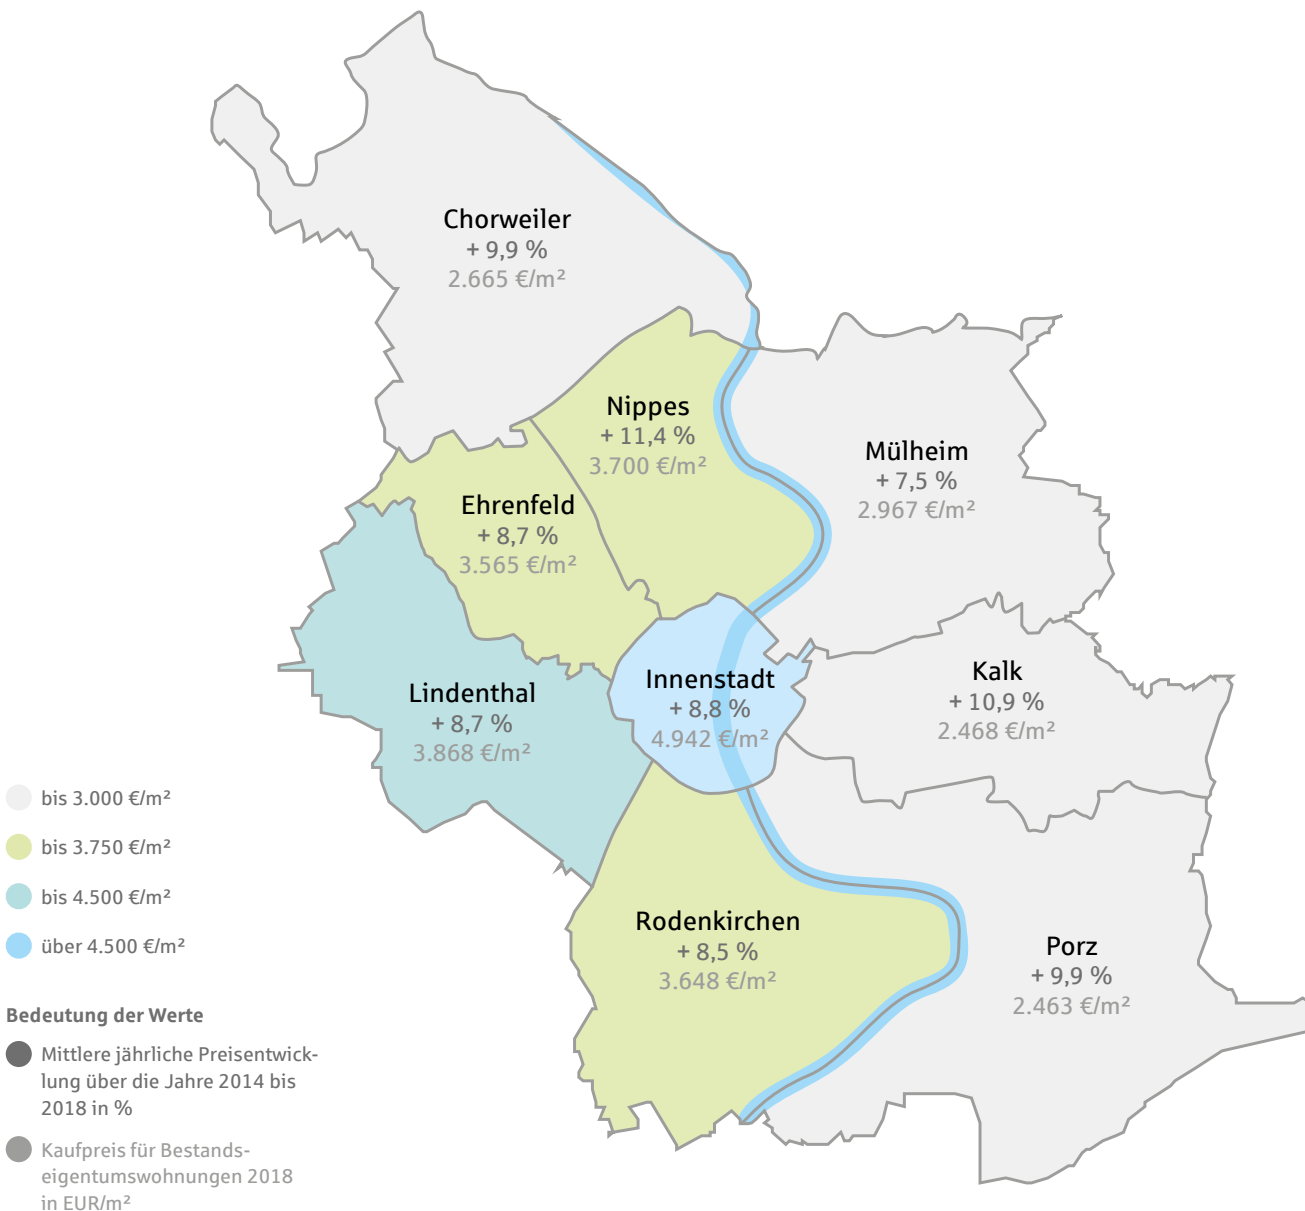 Chorweiler
+ 9,9 %
2.665 €/m²
Nippes
+ 11,4 %
3.700 €/m²
Mülheim
+ 7,5 %
2.967 €/m²
Ehrenfeld
+ 8,7 %
3.565 €/m²
Innenstadt
+ 8,8 %
4.942 €/m²
Kalk
+ 10,9 %
2.468 €/m²
Lindenthal
+ 8,7 %
3.868 €/m²
Rodenkirchen
+ 8,5 %
3.648 €/m²
Porz
+ 9,9 %
2.463 €/m²
bis 3.000 €/m²
bis 3.750 €/m²
bis 4.500 €/m²
über 4.500 €/m²
Bedeutung der Werte
Mittlere jährliche Preisentwick-
lung über die Jahre 2014 bis
2018 in %
Kaufpreis für Bestands-
eigentumswohnungen 2018
in EUR/m²